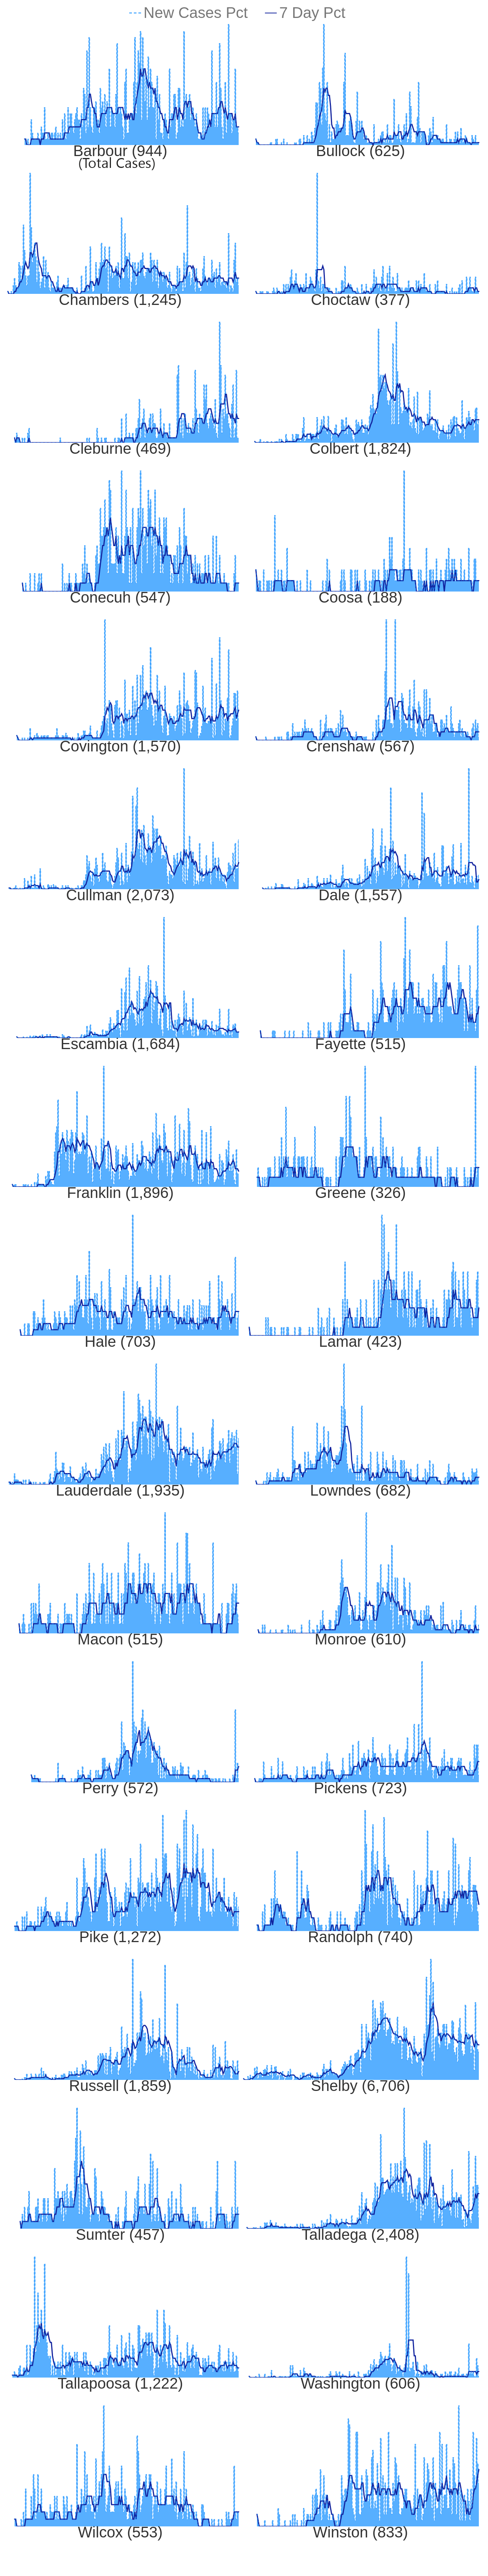 New Cases Pct 7 Day Pct
Barbour (944) Bullock (625)
(Total Cases)
Chambers (1,245) Choctaw (377)
Cleburne (469) Colbert (1,824)
Conecuh (547) Coosa (188)
Covington (1,570) Crenshaw (567)
Cullman (2,073) Dale (1,557)
Escambia (1,684) Fayette (515)
Franklin (1,896) Greene (326)
Hale (703) Lamar (423)
Lauderdale (1,935) Lowndes (682)
Macon (515) Monroe (610)
Perry (572) Pickens (723)
Pike (1,272) Randolph (740)
Russell (1,859) Shelby (6,706)
Sumter (457) Talladega (2,408)
Tallapoosa (1,222) Washington (606)
Wilcox (553) Winston (833)